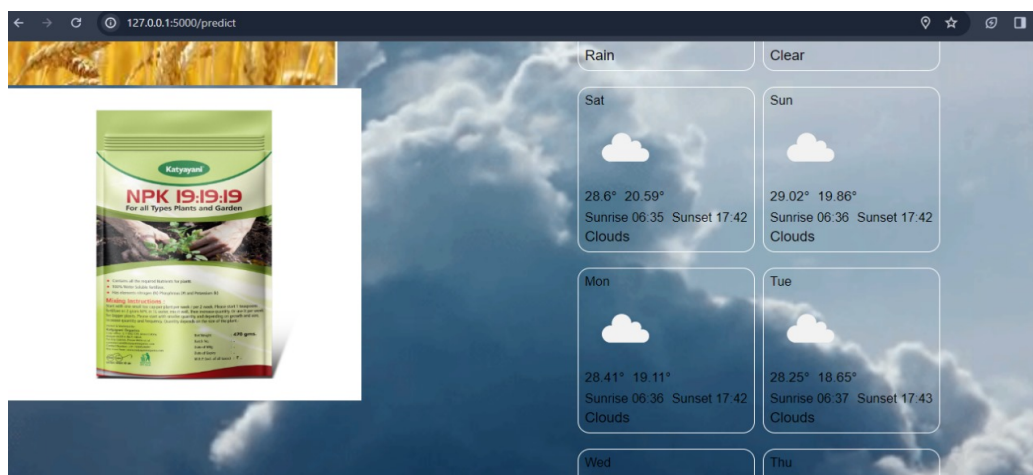 127.0.0.1:5000/predict
Rain
Clear
Sat
28.6° 20.59°
Sunrise 06:35 Sunset 17:42
Clouds
Sun
29.02° 19.86°
Sunrise 06:36 Sunset 17:42
Clouds
Katyayani
NPK 19:19:19
For all Types Plants and Garden
Mixing Instructions :
Mon
28.41° 19.11°
Sunrise 06:36 Sunset 17:42
Clouds
Tue
28.25° 18.65°
Sunrise 06:37 Sunset 17:43
Clouds
Wed
Thu